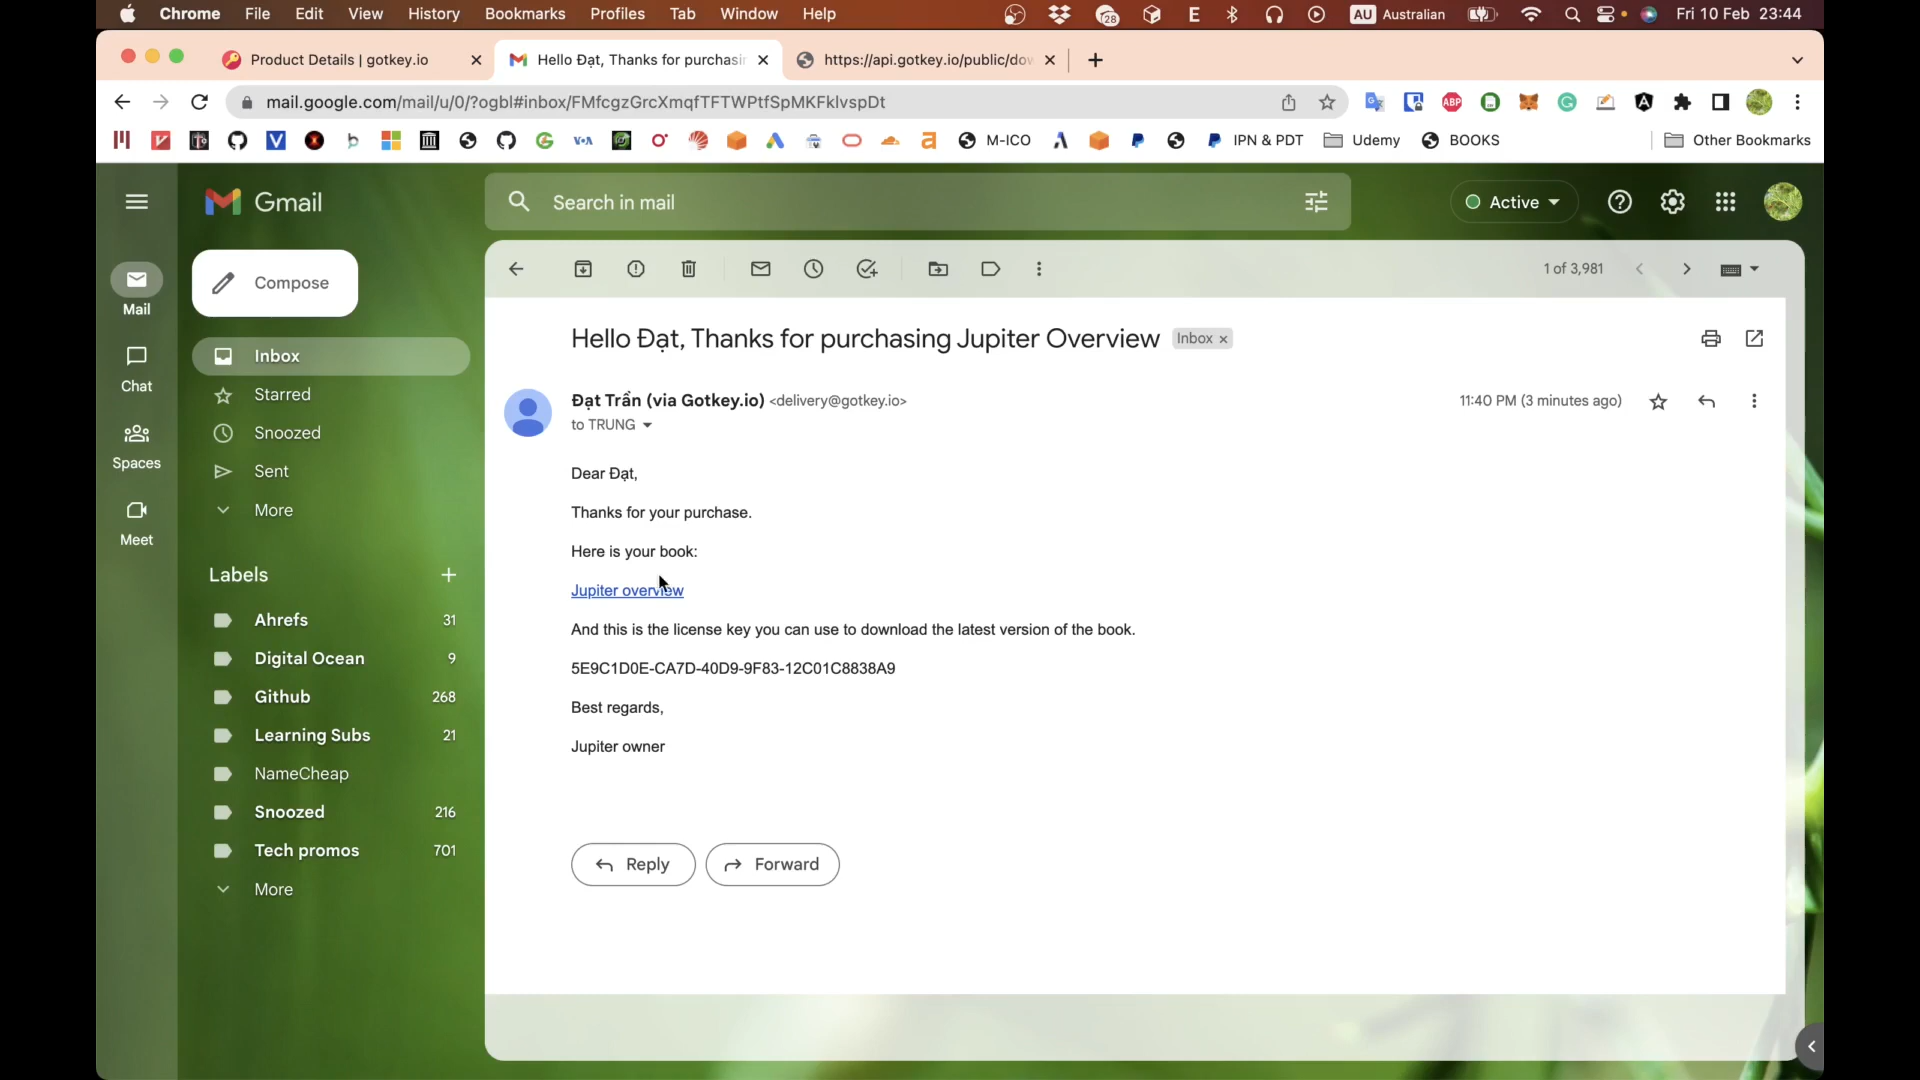 Chrome File Edit View History Bookmarks Profiles Tab Window Help 28 E AU Australian Fri 10 Feb 23:44
Product Details | gotkey.io Hello Đạt, Thanks for purchasin https://api.gotkey.io/public/dow
mail.google.com/mail/u/0/?ogbl#inbox/FMfcgzGrcXmqfTFTWPtfSpMKFklvspDt ABP
VOA M-ICO IPN & PDT Udemy BOOKS Other Bookmarks
Gmail Search in mail Active
Compose
1 of 3,981
Mail
Chat
Spaces
Meet
Inbox
Starred
Snoozed
Sent
More
Labels
Ahrefs 31
Digital Ocean 9
Github 268
Learning Subs 21
NameCheap
Snoozed 216
Tech promos 701
More
Hello Đạt, Thanks for purchasing Jupiter Overview Inbox x
Đạt Trần (via Gotkey.io) <delivery@gotkey.io> 11:40 PM (3 minutes ago)
to TRUNG
Dear Đạt,
Thanks for your purchase.
Here is your book:
Jupiter overview
And this is the license key you can use to download the latest version of the book.
5E9C1D0E-CA7D-40D9-9F83-12C01C8838A9
Best regards,
Jupiter owner
Reply Forward